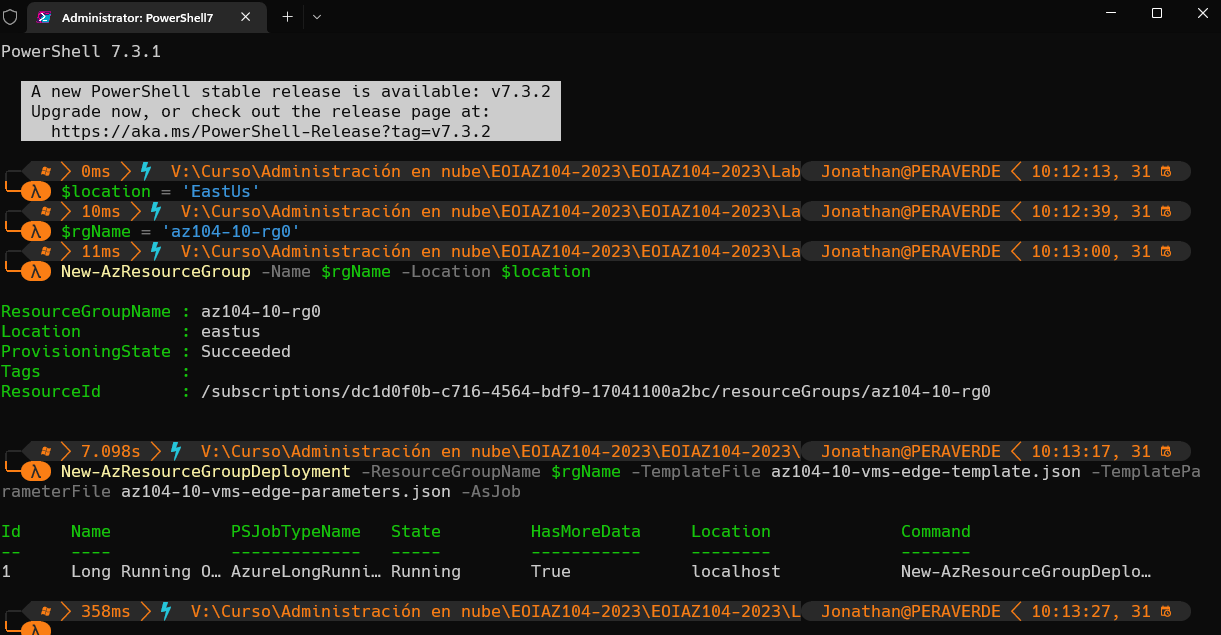 Administrator: PowerShell7
PowerShell 7.3.1
A new PowerShell stable release is available: v7.3.2
Upgrade now, or check out the release page at:
https://aka.ms/PowerShell-Release?tag=v7.3.2
0ms V:\Curso\Administración en nube\EOIAZ104-2023\EOIAZ104-2023\Lab Jonathan@PERAVERDE 10:12:13, 31
λ $location = 'EastUs'
10ms V:\Curso\Administración en nube\EOIAZ104-2023\EOIAZ104-2023\La Jonathan@PERAVERDE 10:12:39, 31
λ $rgName = 'az104-10-rg0'
11ms V:\Curso\Administración en nube\EOIAZ104-2023\EOIAZ104-2023\La Jonathan@PERAVERDE 10:13:00, 31
λ New-AzResourceGroup -Name $rgName -Location $location
ResourceGroupName : az104-10-rg0
Location : eastus
ProvisioningState : Succeeded
Tags :
ResourceId : /subscriptions/dc1d0f0b-c716-4564-bdf9-17041100a2bc/resourceGroups/az104-10-rg0
7.098s V:\Curso\Administración en nube\EOIAZ104-2023\EOIAZ104-2023\ Jonathan@PERAVERDE 10:13:17, 31
λ New-AzResourceGroupDeployment -ResourceGroupName $rgName -TemplateFile az104-10-vms-edge-template.json -TemplatePa
rameterFile az104-10-vms-edge-parameters.json -AsJob
Id Name PSJobTypeName State HasMoreData Location Command
-- ---- ------------- ----- ----------- -------- -------
1 Long Running O… AzureLongRunni… Running True localhost New-AzResourceGroupDeplo…
358ms V:\Curso\Administración en nube\EOIAZ104-2023\EOIAZ104-2023\L Jonathan@PERAVERDE 10:13:27, 31
λ